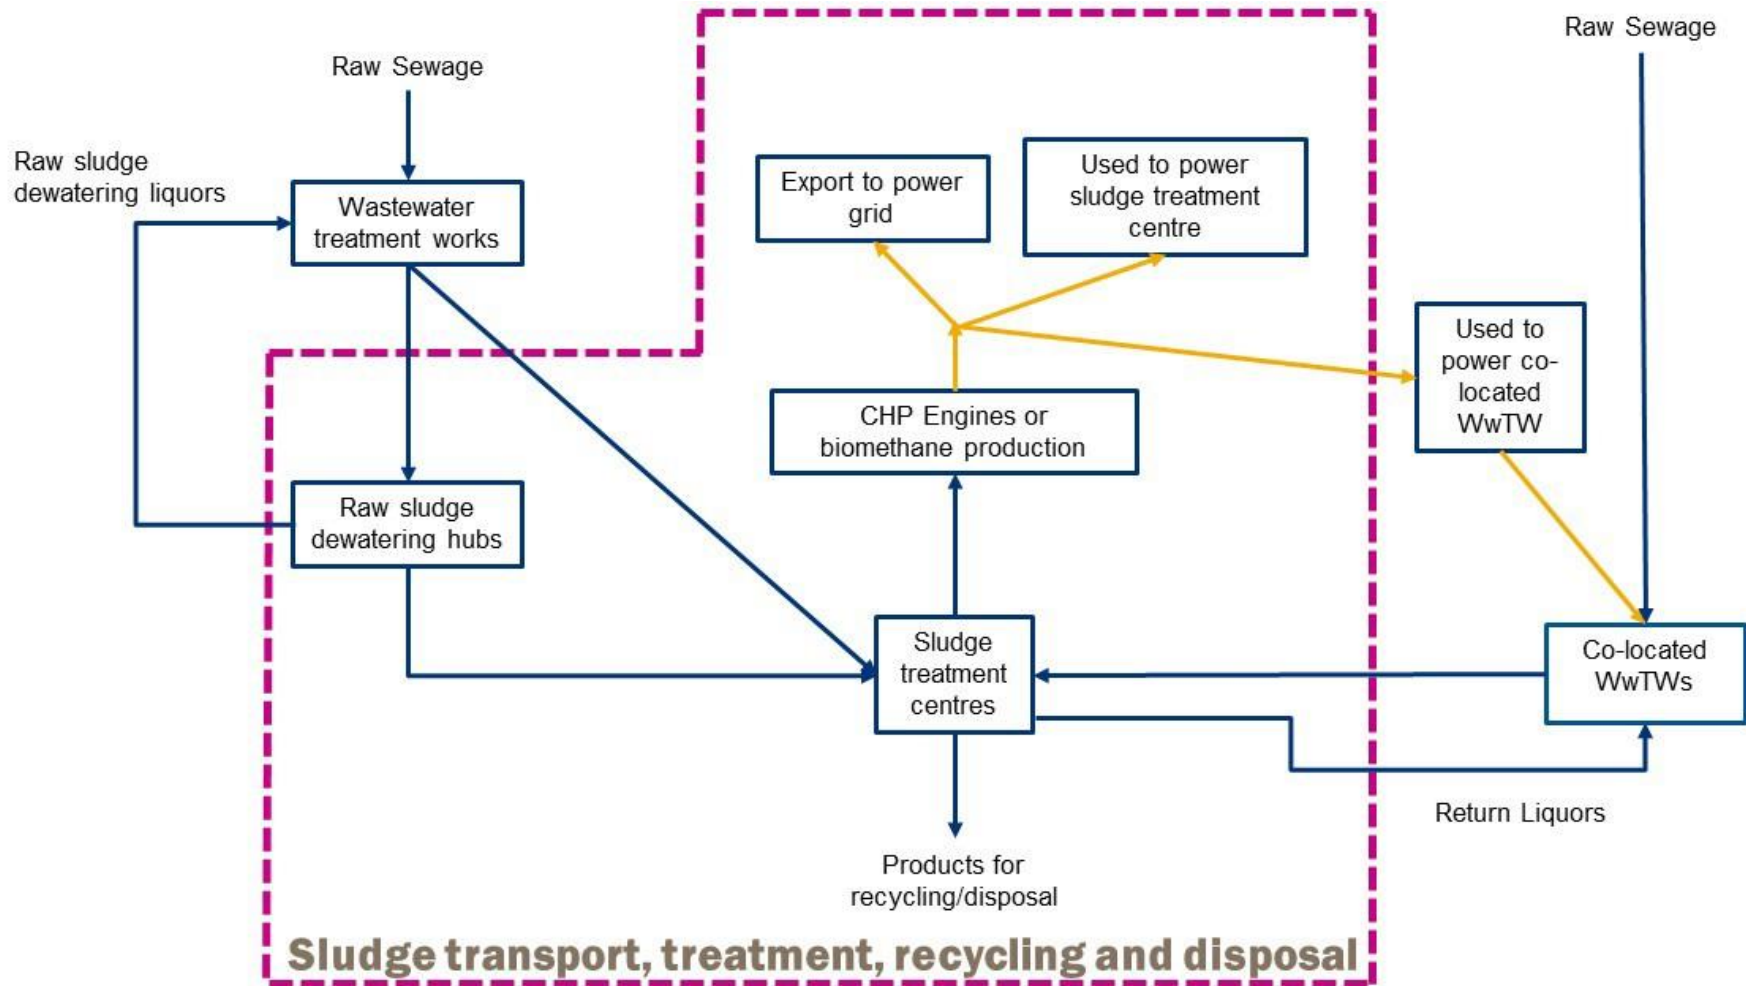 Raw Sewage
Raw Sewage
Raw sludge
dewatering liquors
Wastewater
treatment works
Export to power
grid
Used to power
sludge treatment
centre
Used to
power co-
located
WwTW
CHP Engines or
biomethane production
Raw sludge
dewatering hubs
Sludge
treatment
centres
Co-located
WwTWs
Return Liquors
Products for
recycling/disposal
Sludge transport, treatment, recycling and disposal